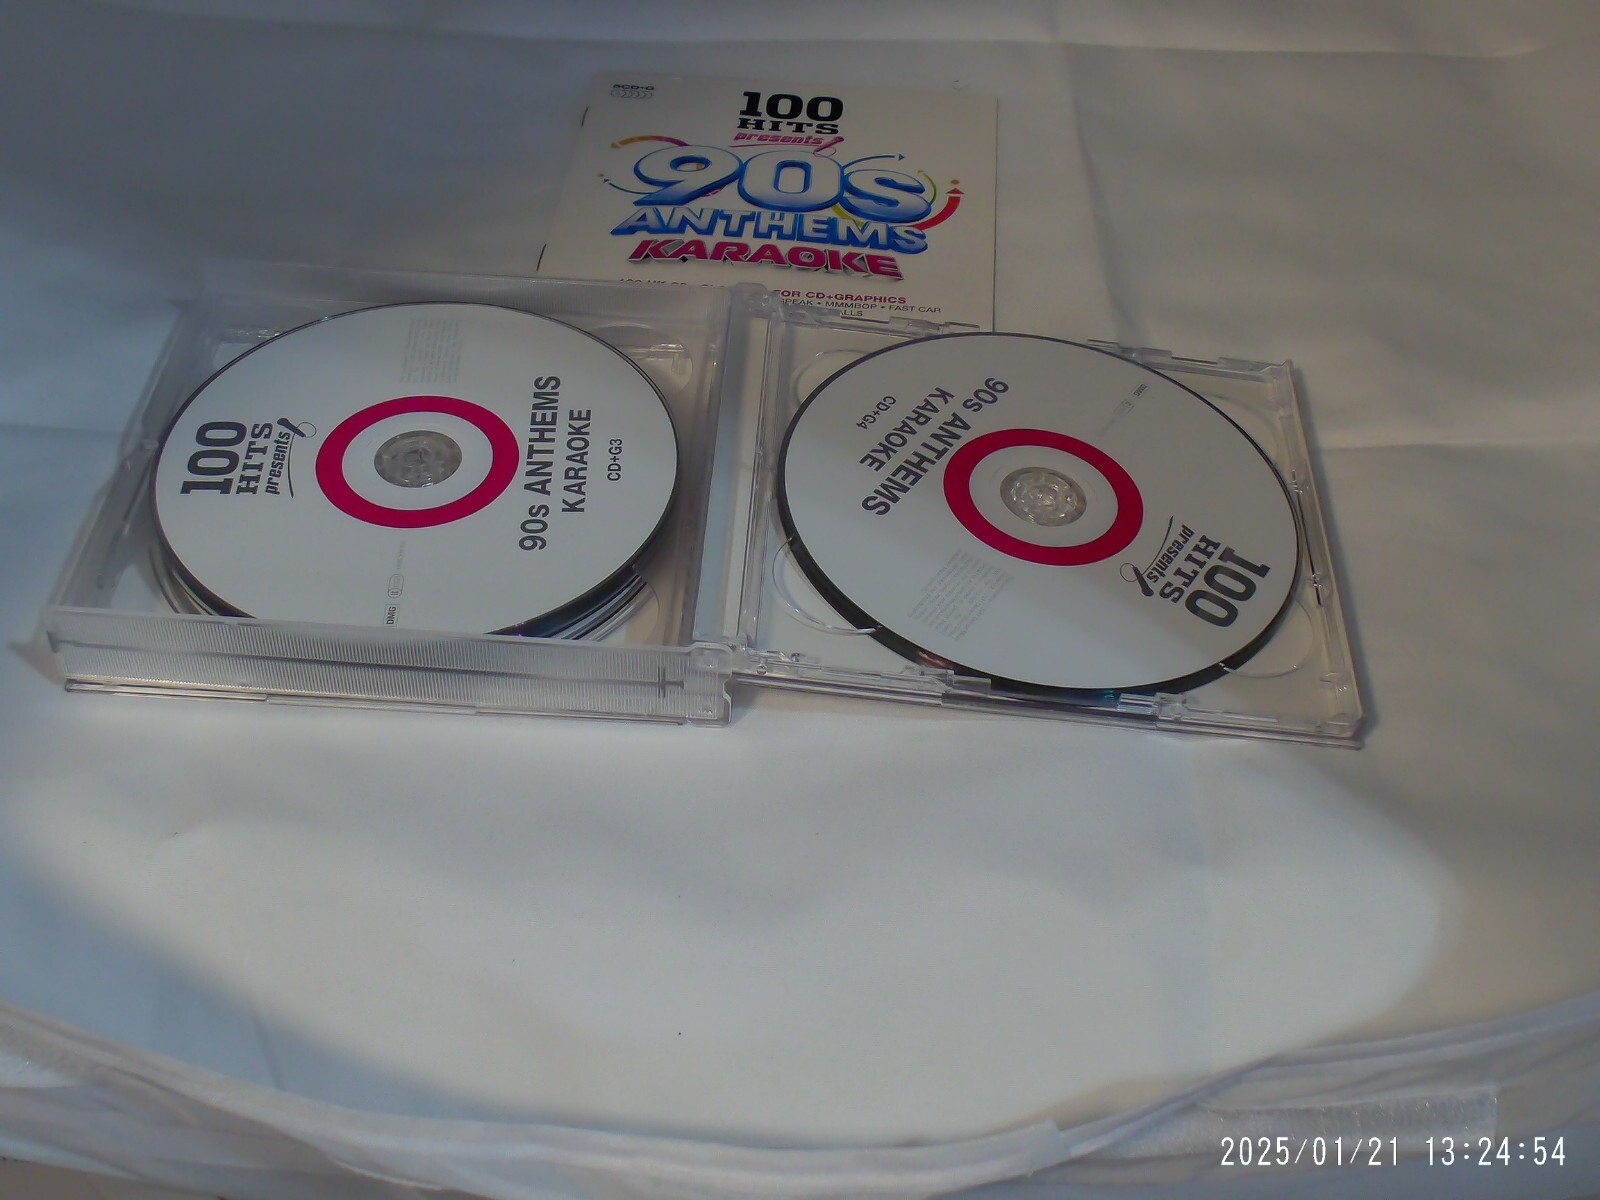 100
HITS
presents
90s
ANTHEMS
KARAOKE
FOR CD+GRAPHICS
MMMBOP • FAST CAR
100
HITS
presents
90s ANTHEMS
KARAOKE
CD+G3
DMG
90s ANTHEMS
KARAOKE
CD+G4
100
HITS
presents
2025/01/21 13:24:54